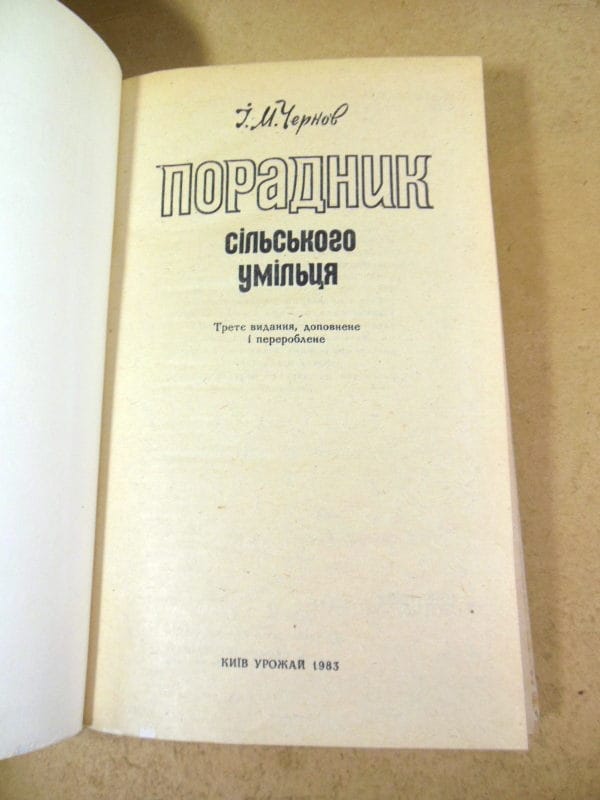 І. М. Чернов
ПОРАДНИК
сільського
умільця
Третє видання, доповнене
і перероблене
КИЇВ УРОЖАЙ 1983